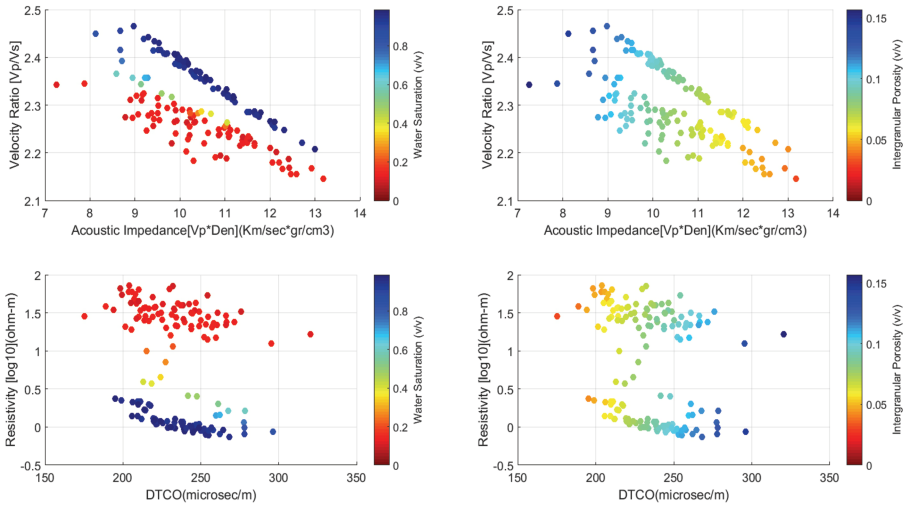 2.5
2.4
2.3
2.2
2.1
Velocity Ratio [Vp/Vs]
7 8 9 10 11 12 13 14
Acoustic Impedance[Vp*Den](Km/sec*gr/cm3)
0.8
0.6
0.4
0.2
0
Water Saturation (v/v)
2.5
2.4
2.3
2.2
2.1
Velocity Ratio [Vp/Vs]
7 8 9 10 11 12 13 14
Acoustic Impedance[Vp*Den](Km/sec*gr/cm3)
0.15
0.1
0.05
0
Intergranular Porosity (v/v)
2
1.5
1
0.5
0
-0.5
Resistivity [log10](ohm-m)
150 200 250 300 350
DTCO(microsec/m)
0.8
0.6
0.4
0.2
0
Water Saturation (v/v)
2
1.5
1
0.5
0
-0.5
Resistivity [log10](ohm-m)
150 200 250 300 350
DTCO(microsec/m)
0.15
0.1
0.05
0
Intergranular Porosity (v/v)